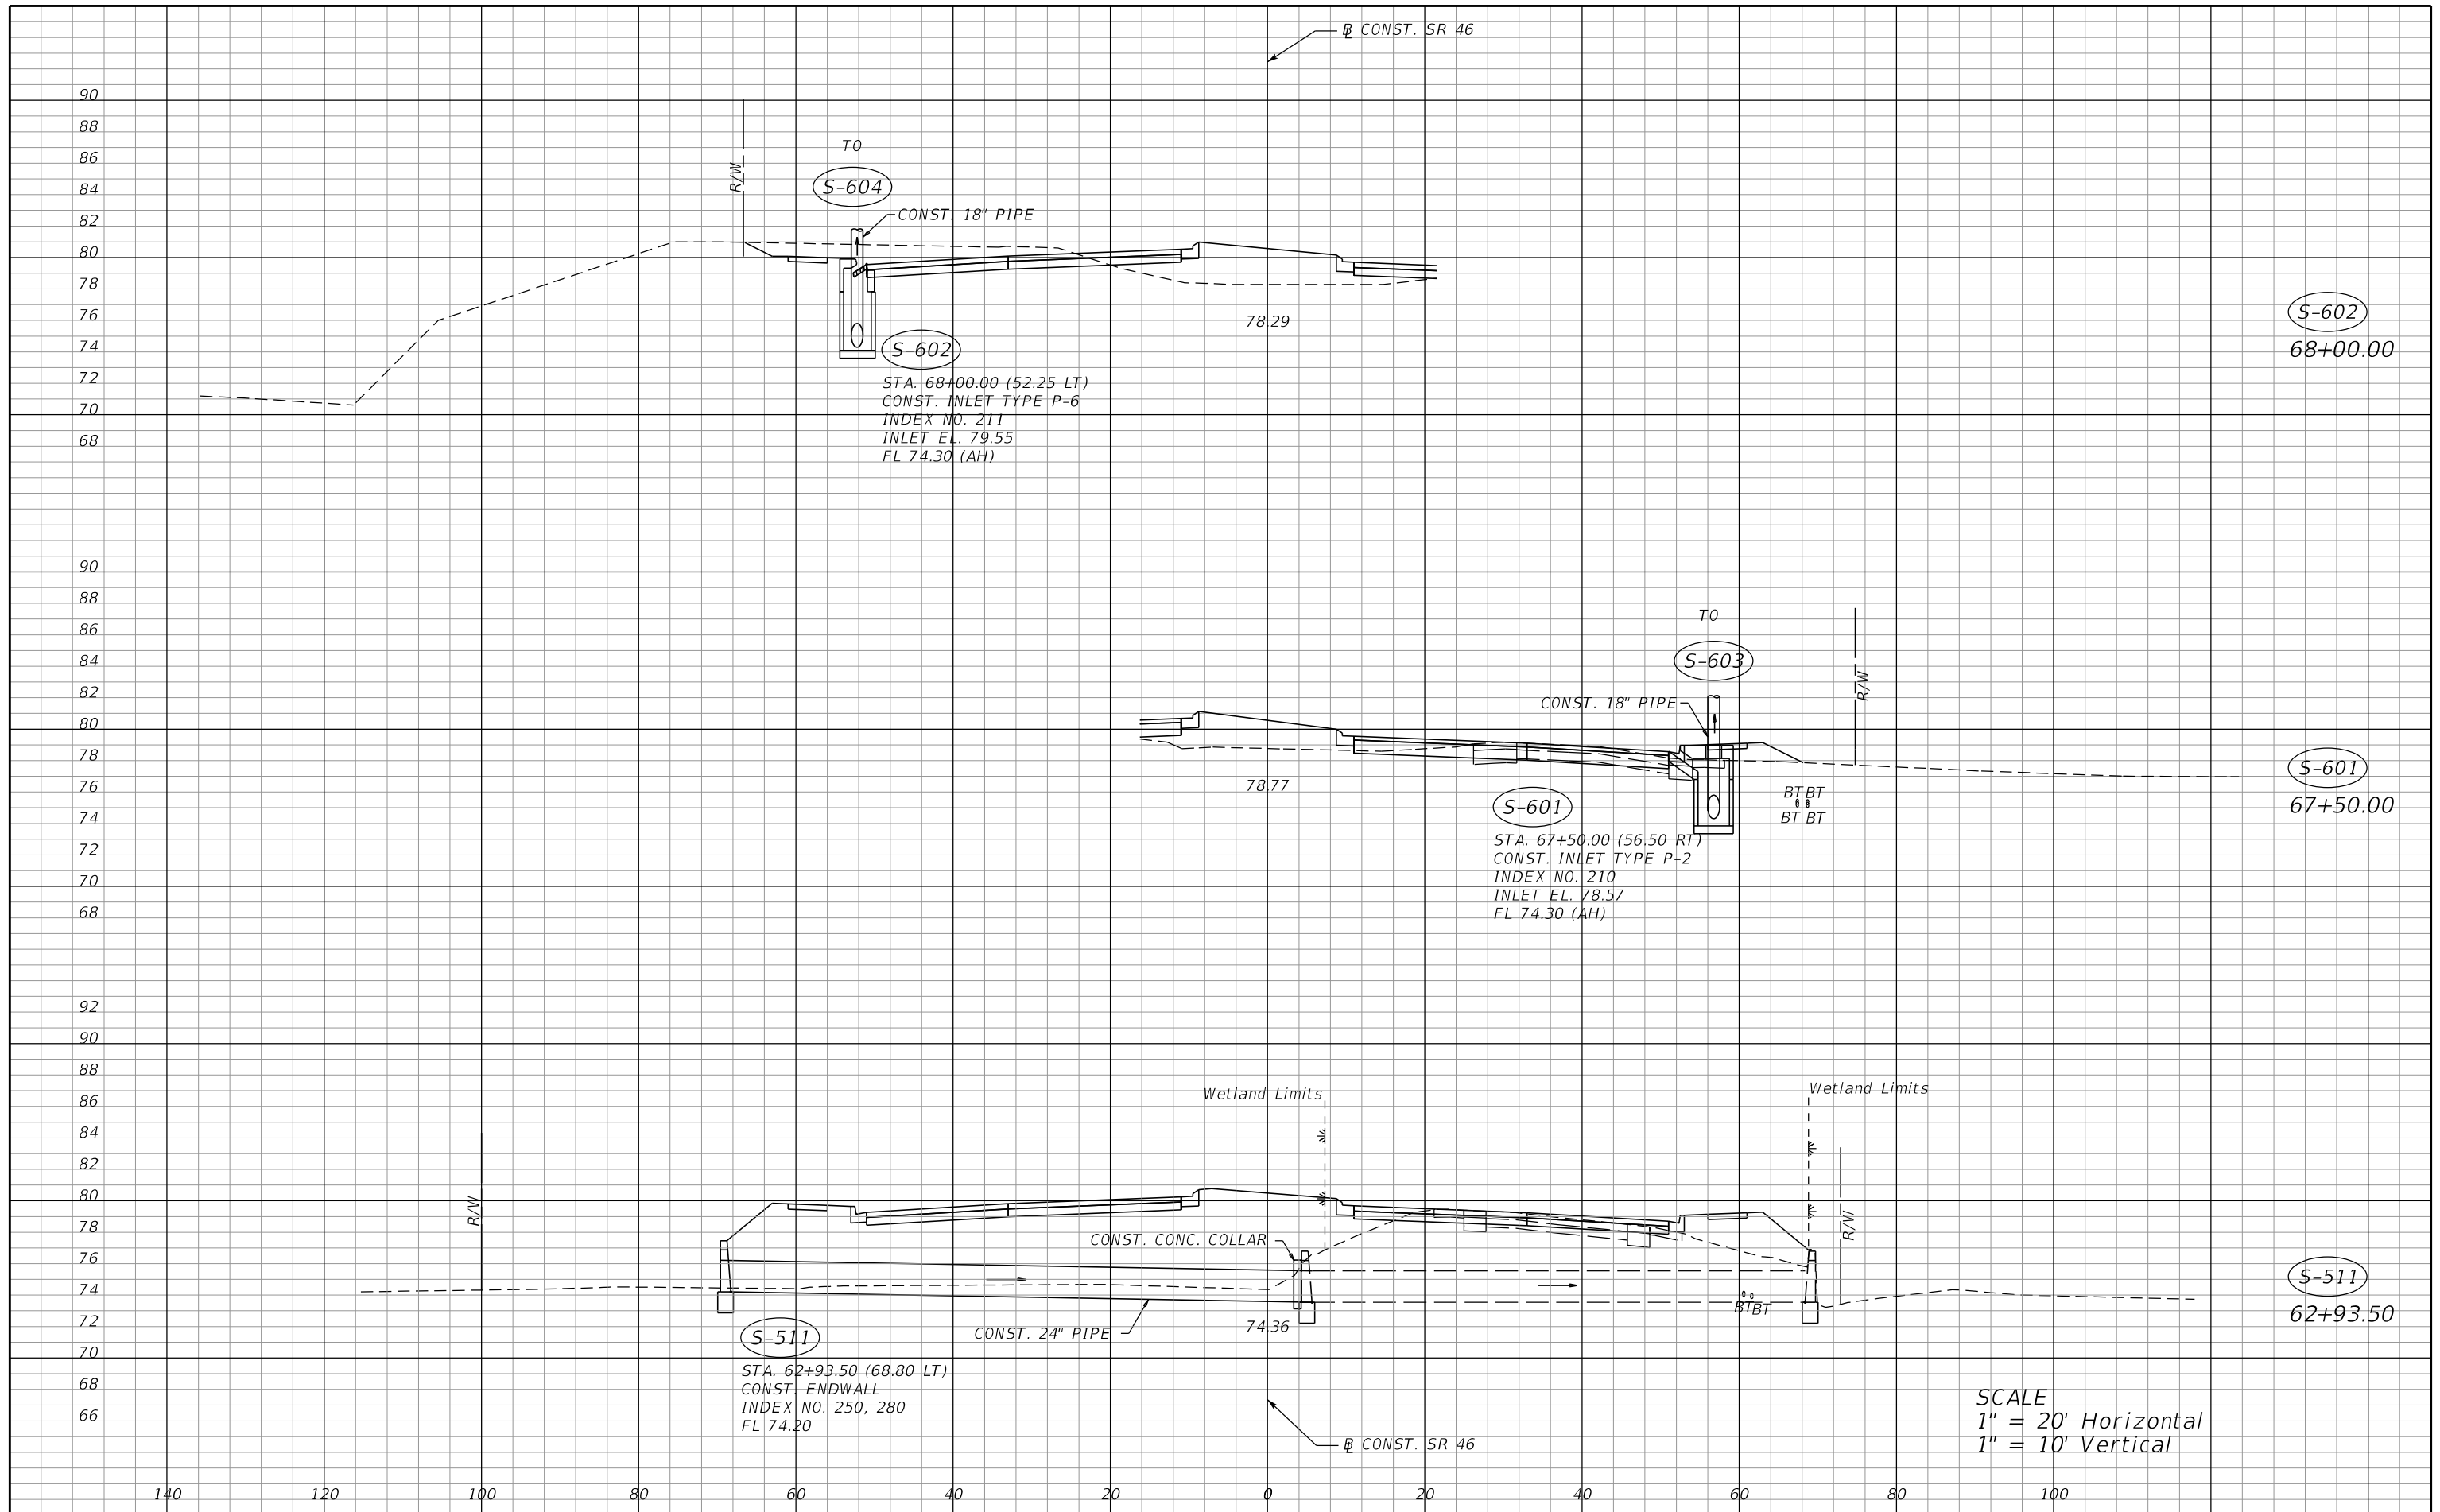 ℄ CONST. SR 46
90
88
86
84
82
80
78
76
74
72
70
68
R/W
TO
S-604
CONST. 18" PIPE
78.29
S-602
STA. 68+00.00 (52.25 LT)
CONST. INLET TYPE P-6
INDEX NO. 211
INLET EL. 79.55
FL 74.30 (AH)
S-602
68+00.00
90
88
86
84
82
80
78
76
74
72
70
68
TO
S-603
CONST. 18" PIPE
R/W
78.77
BT BT
BT BT
S-601
STA. 67+50.00 (56.50 RT)
CONST. INLET TYPE P-2
INDEX NO. 210
INLET EL. 78.57
FL 74.30 (AH)
S-601
67+50.00
92
90
88
86
84
82
80
78
76
74
72
70
68
66
Wetland Limits
Wetland Limits
R/W
R/W
CONST. CONC. COLLAR
CONST. 24" PIPE
74.36
BT BT
S-511
STA. 62+93.50 (68.80 LT)
CONST. ENDWALL
INDEX NO. 250, 280
FL 74.20
S-511
62+93.50
℄ CONST. SR 46
SCALE
1" = 20' Horizontal
1" = 10' Vertical
140 120 100 80 60 40 20 0 20 40 60 80 100